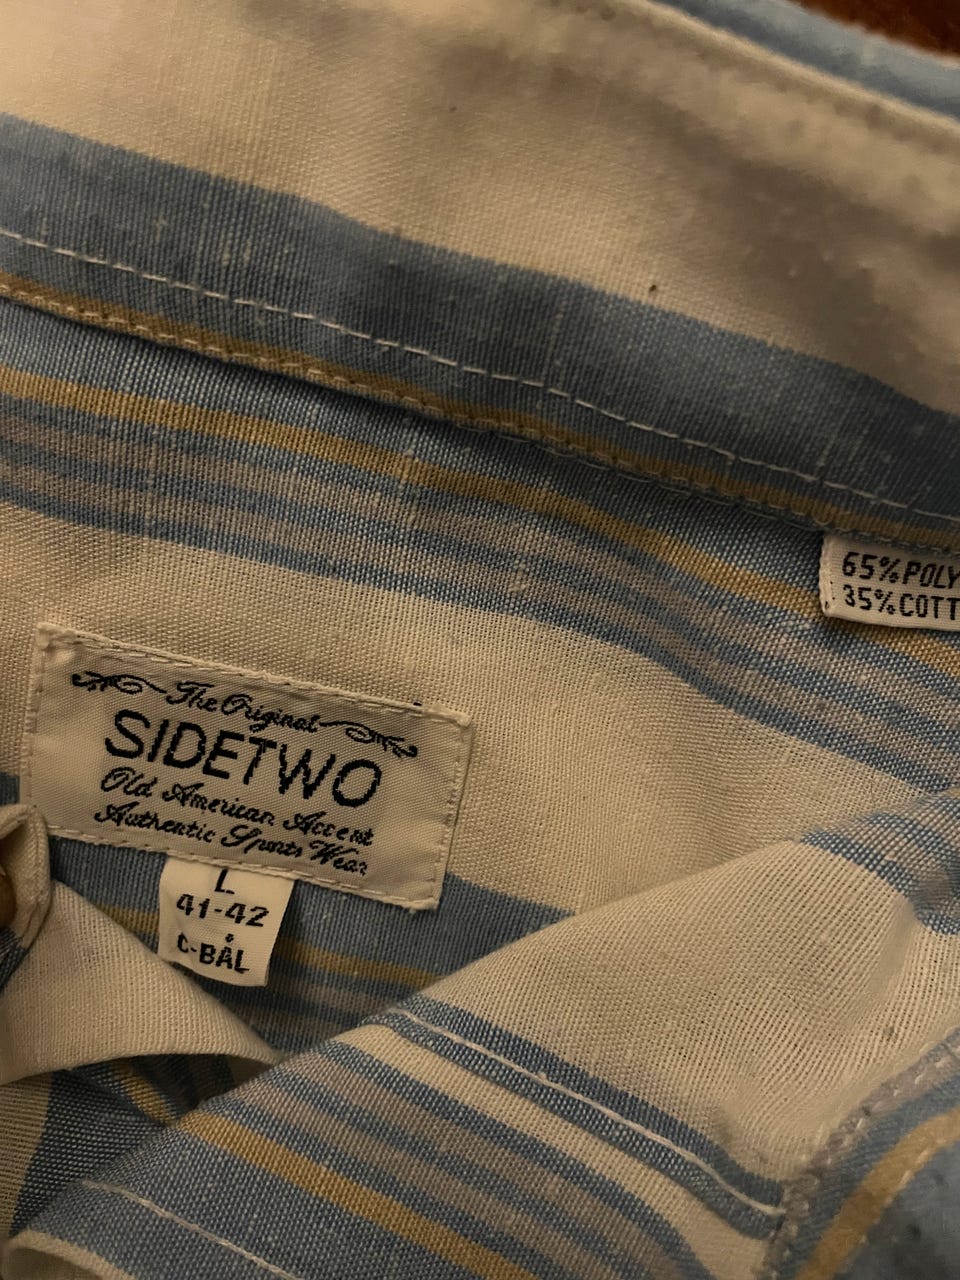 The Original
SIDETWO
Old American Accent
Authentic Sports Wear
L
41-42
C-BÅL
65%POLY
35%COTT